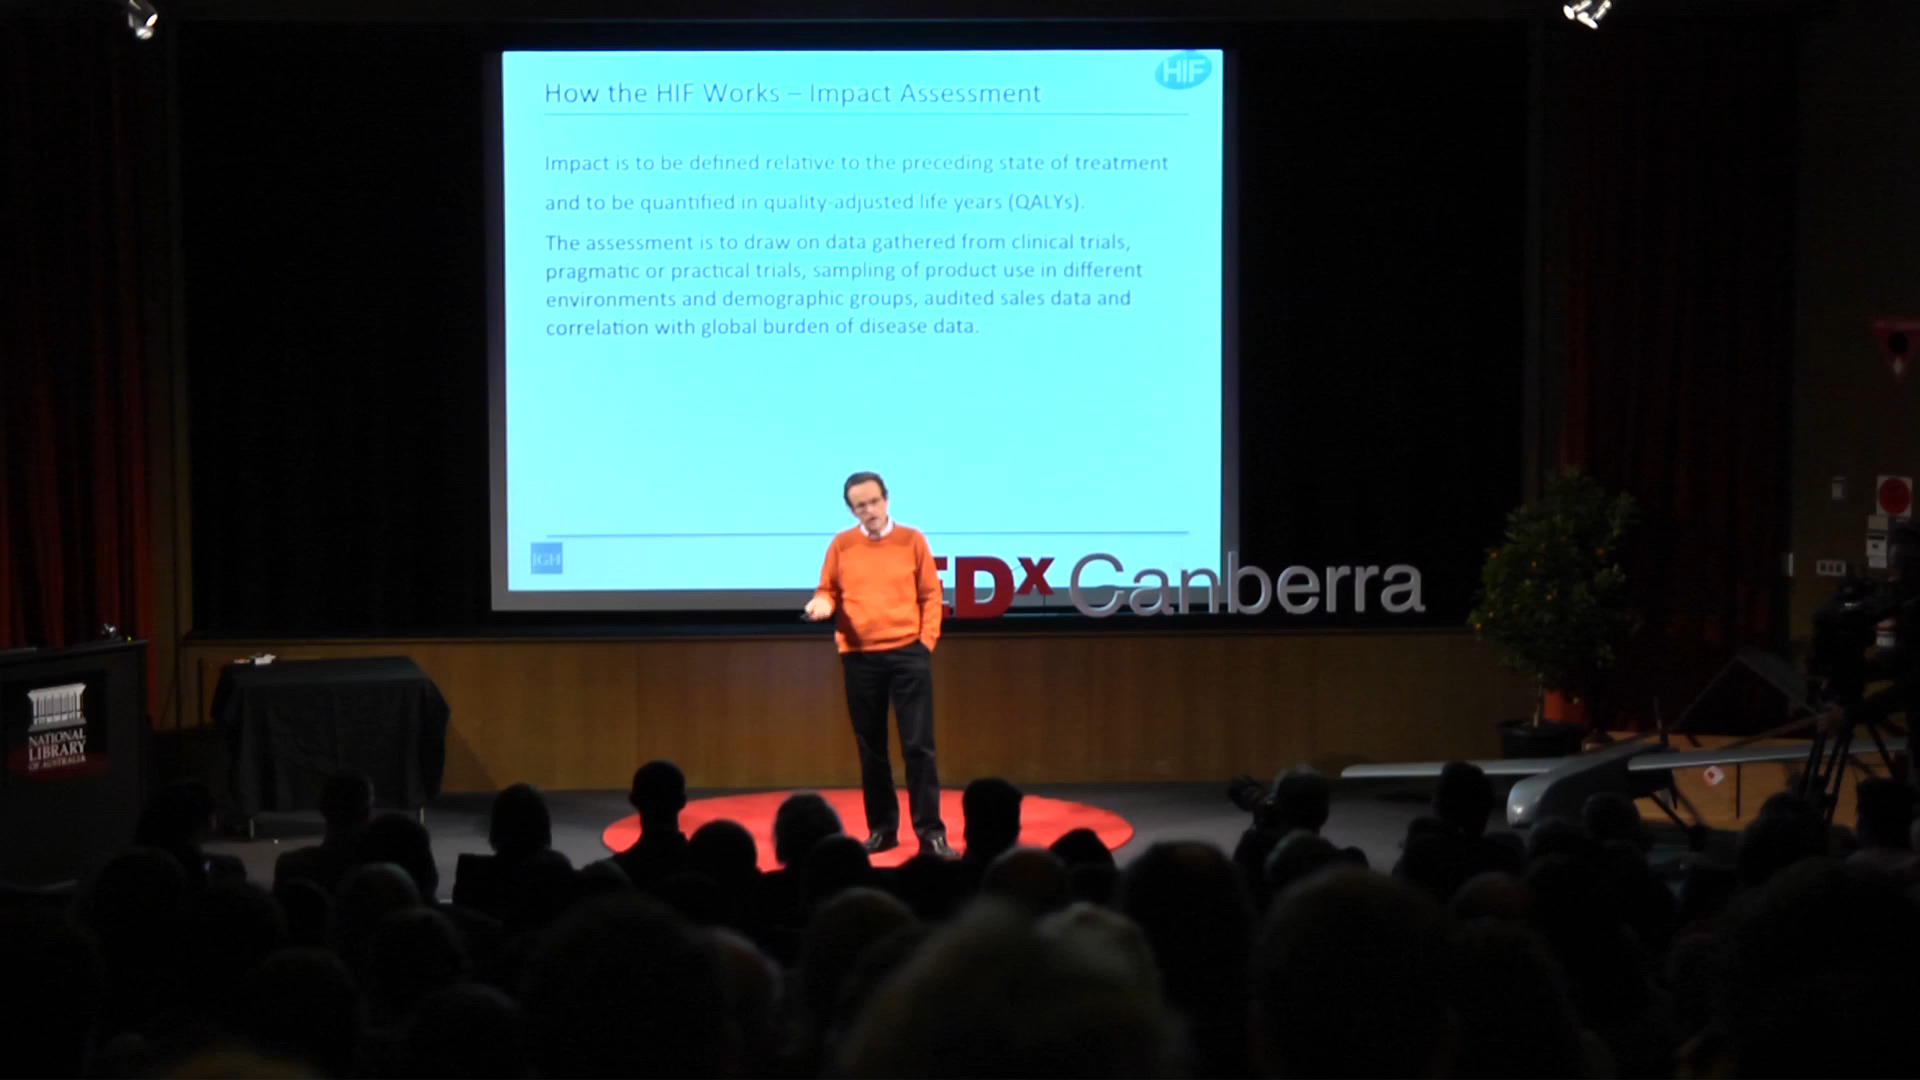 HIF
How the HIF Works – Impact Assessment
Impact is to be defined relative to the preceding state of treatment
and to be quantified in quality-adjusted life years (QALYs).
The assessment is to draw on data gathered from clinical trials,
pragmatic or practical trials, sampling of product use in different
environments and demographic groups, audited sales data and
correlation with global burden of disease data.
IGH
EDx Canberra
NATIONAL
LIBRARY
OF AUSTRALIA